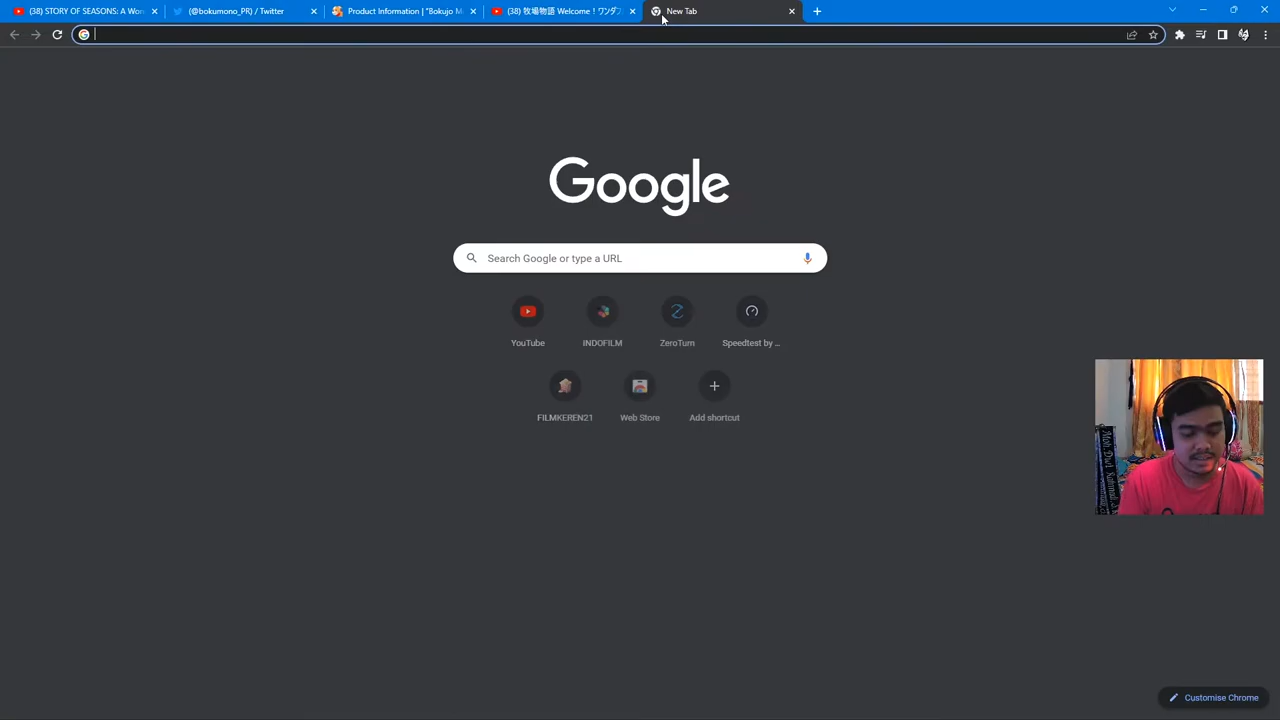 (38) STORY OF SEASONS: A Won
(@bokumono_PR) / Twitter
Product Information | "Bokujo M
(38) 牧場物語 Welcome！ワンダフ
New Tab
Google
Search Google or type a URL
YouTube
INDOFILM
ZeroTurn
Speedtest by ...
FILMKEREN21
Web Store
Add shortcut
Customise Chrome